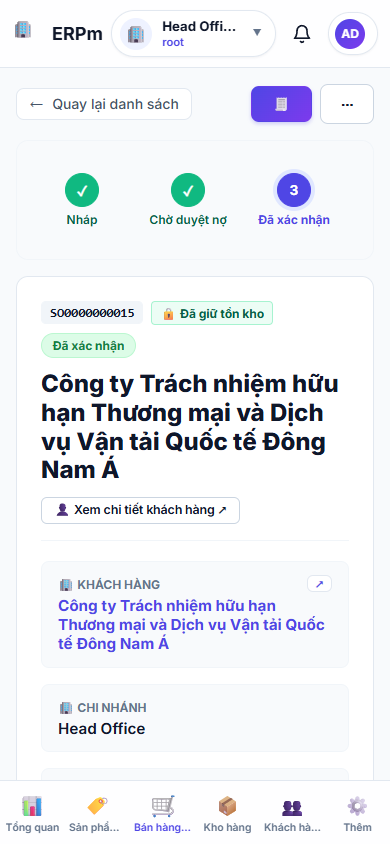 ERPm
Head Offi...
root
▼
AD
← Quay lại danh sách
...
✓
✓
3
Nháp
Chờ duyệt nợ
Đã xác nhận
SO0000000015
Đã giữ tồn kho
Đã xác nhận
Công ty Trách nhiệm hữu
hạn Thương mại và Dịch
vụ Vận tải Quốc tế Đông
Nam Á
Xem chi tiết khách hàng ↗
KHÁCH HÀNG
↗
Công ty Trách nhiệm hữu hạn
Thương mại và Dịch vụ Vận tải Quốc
tế Đông Nam Á
CHI NHÁNH
Head Office
Tổng quan
Sản phẩ...
Bán hàng...
Kho hàng
Khách hà...
Thêm